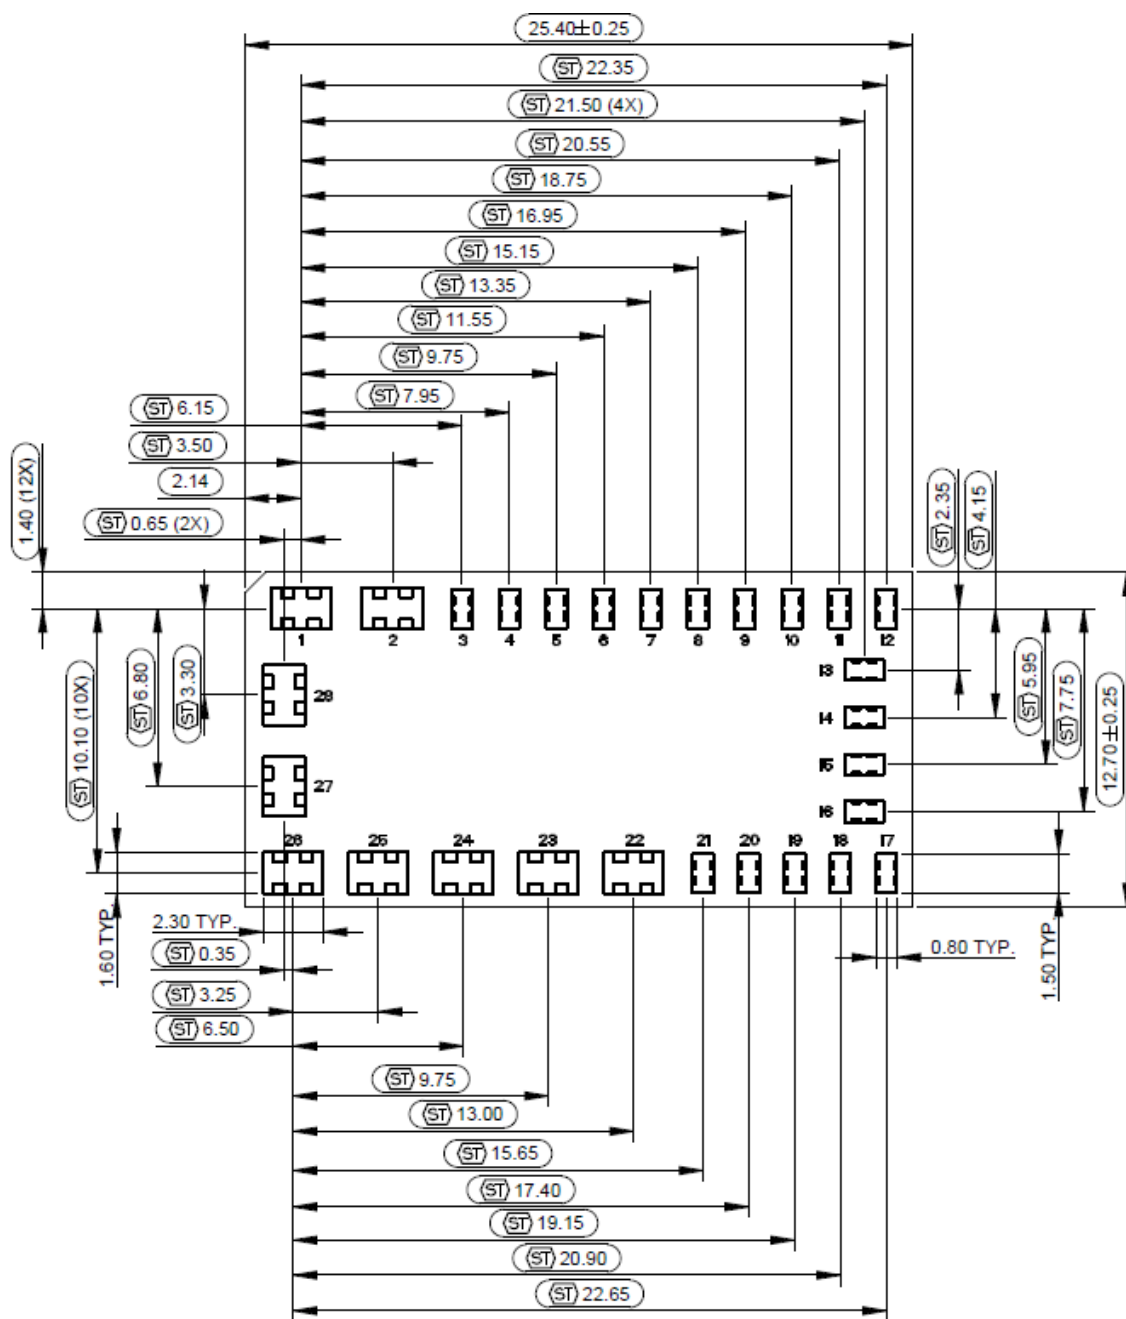 25.40±0.25
ST 22.35
ST 21.50 (4X)
ST 20.55
ST 18.75
ST 16.95
ST 15.15
ST 13.35
ST 11.55
ST 9.75
ST 7.95
ST 6.15
ST 3.50
2.14
ST 0.65 (2X)
1.40 (12X)
ST 2.35
ST 4.15
1 2 3 4 5 6 7 8 9 10 11 12
ST 10.10 (10X)
ST 6.80
ST 3.30
28
27
13
14
15
16
ST 5.95
ST 7.75
12.70±0.25
26 25 24 23 22 21 20 19 18 17
1.60 TYP.
2.30 TYP.
0.80 TYP.
1.50 TYP.
ST 0.35
ST 3.25
ST 6.50
ST 9.75
ST 13.00
ST 15.65
ST 17.40
ST 19.15
ST 20.90
ST 22.65